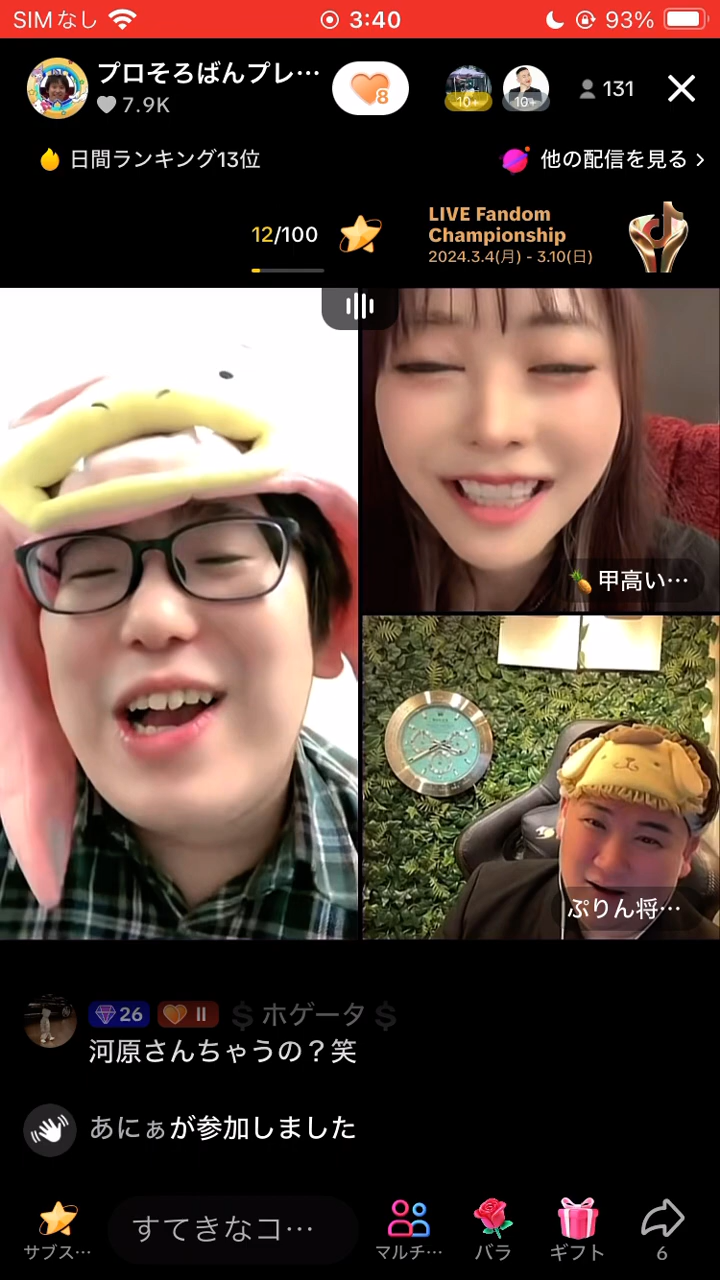 SIMなし 3:40 93%
プロそろばんプレ…
7.9K
8
10+ 10+
131
日間ランキング13位
他の配信を見る
12/100
LIVE Fandom
Championship
2024.3.4(月) - 3.10(日)
甲高い…
ぷりん将…
26 II $ ホゲータ $
河原さんちゃうの？笑
あにぁが参加しました
すてきなコ…
サブス… マルチ… バラ ギフト 6